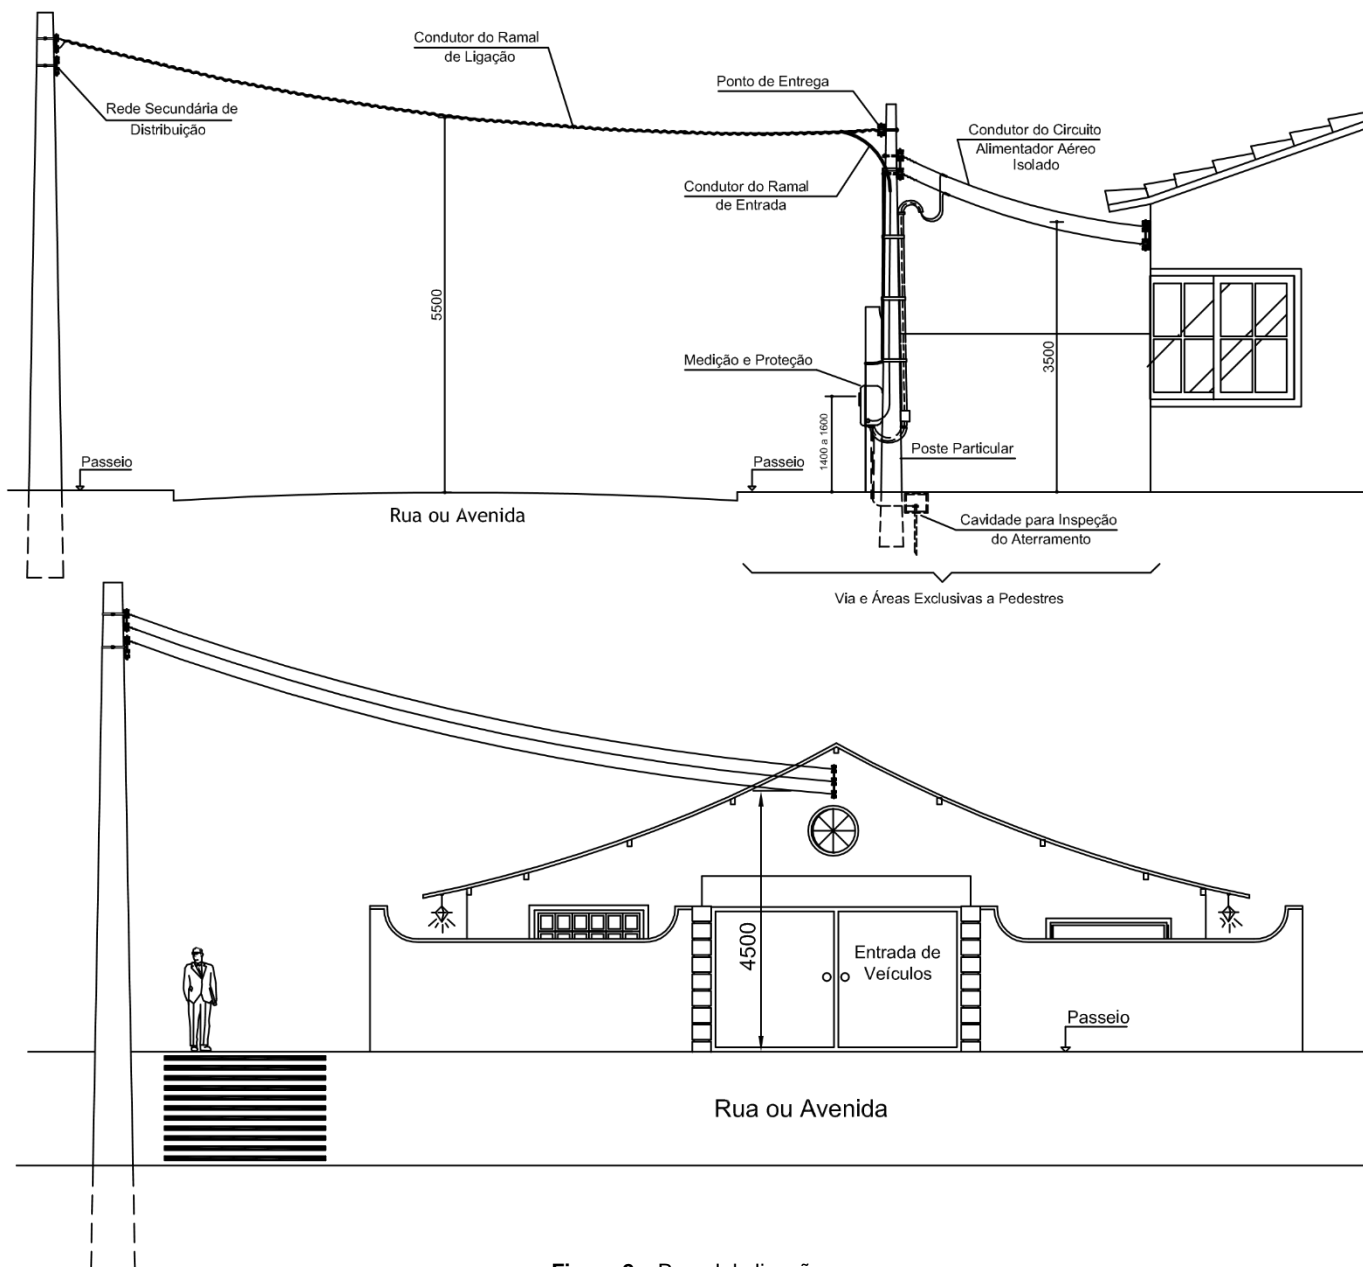 Condutor do Ramal
de Ligação
Rede Secundária de
Distribuição
Ponto de Entrega
Condutor do Circuito
Alimentador Aéreo
Isolado
Condutor do Ramal
de Entrada
5500
3500
Medição e Proteção
1400 a 1600
Poste Particular
Passeio
Passeio
Rua ou Avenida
Cavidade para Inspeção
do Aterramento
Via e Áreas Exclusivas a Pedestres
4500
Entrada de
Veículos
Passeio
Rua ou Avenida